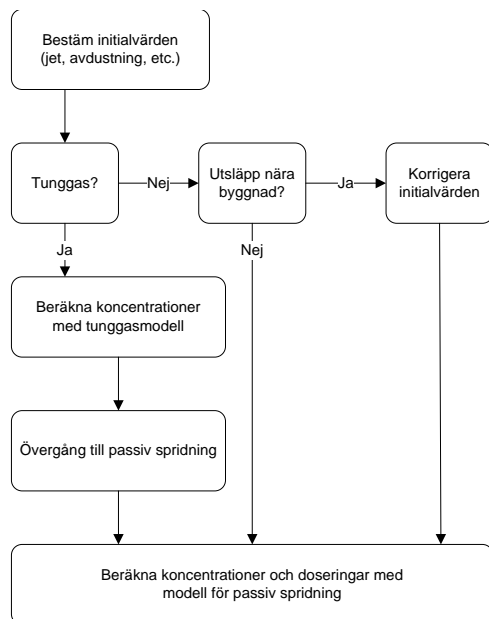 Bestäm initialvärden
(jet, avdustning, etc.)
Tunggas?
Nej
Utsläpp nära
byggnad?
Ja
Korrigera
initialvärden
Ja
Nej
Beräkna koncentrationer
med tunggasmodell
Övergång till passiv spridning
Beräkna koncentrationer och doseringar med
modell för passiv spridning